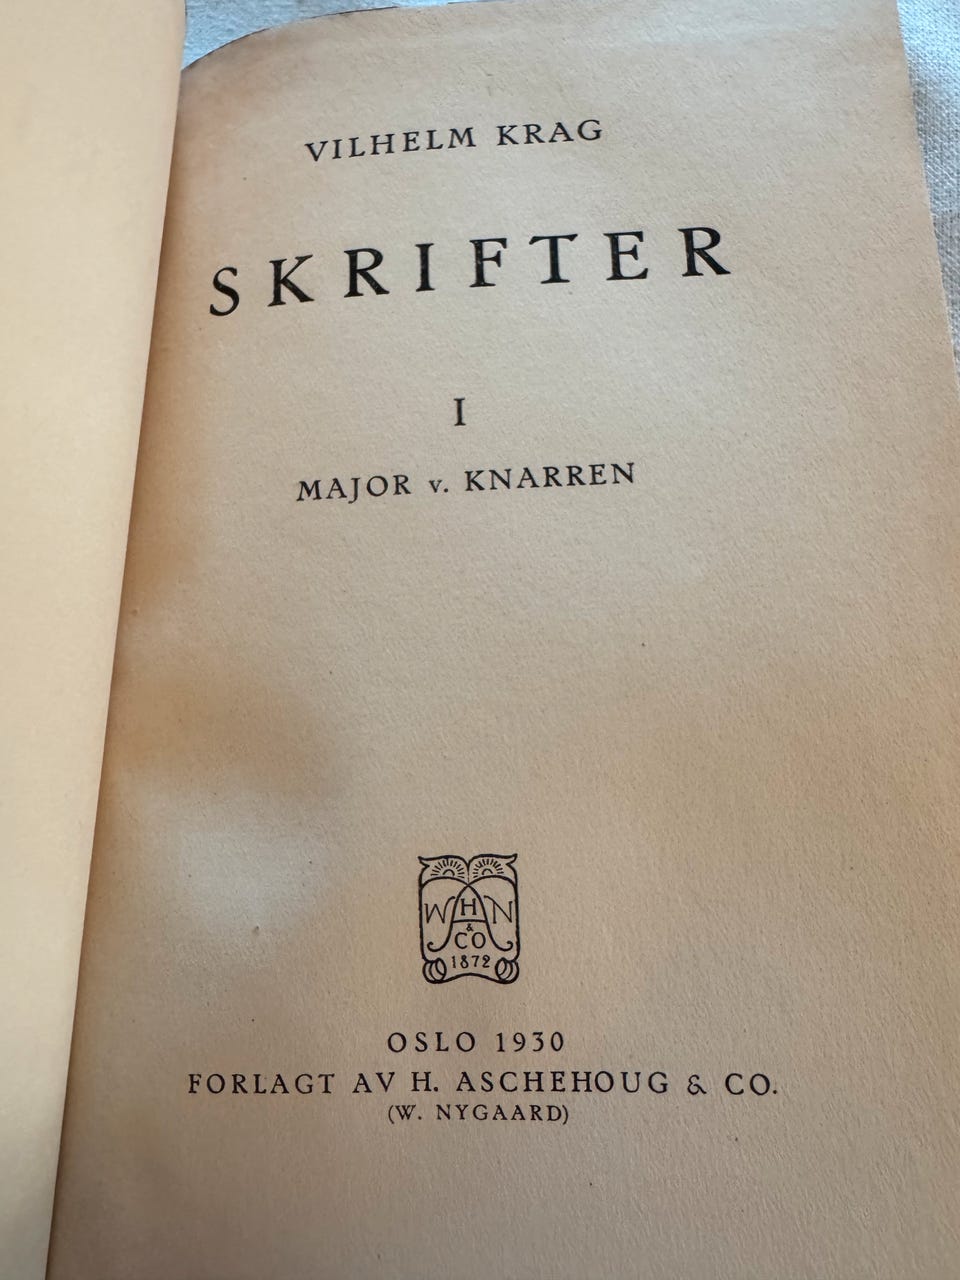 VILHELM KRAG
SKRIFTER
I
MAJOR v. KNARREN
W H N
A
&
CO
1872
OSLO 1930
FORLAGT AV H. ASCHEHOUG & CO.
(W. NYGAARD)